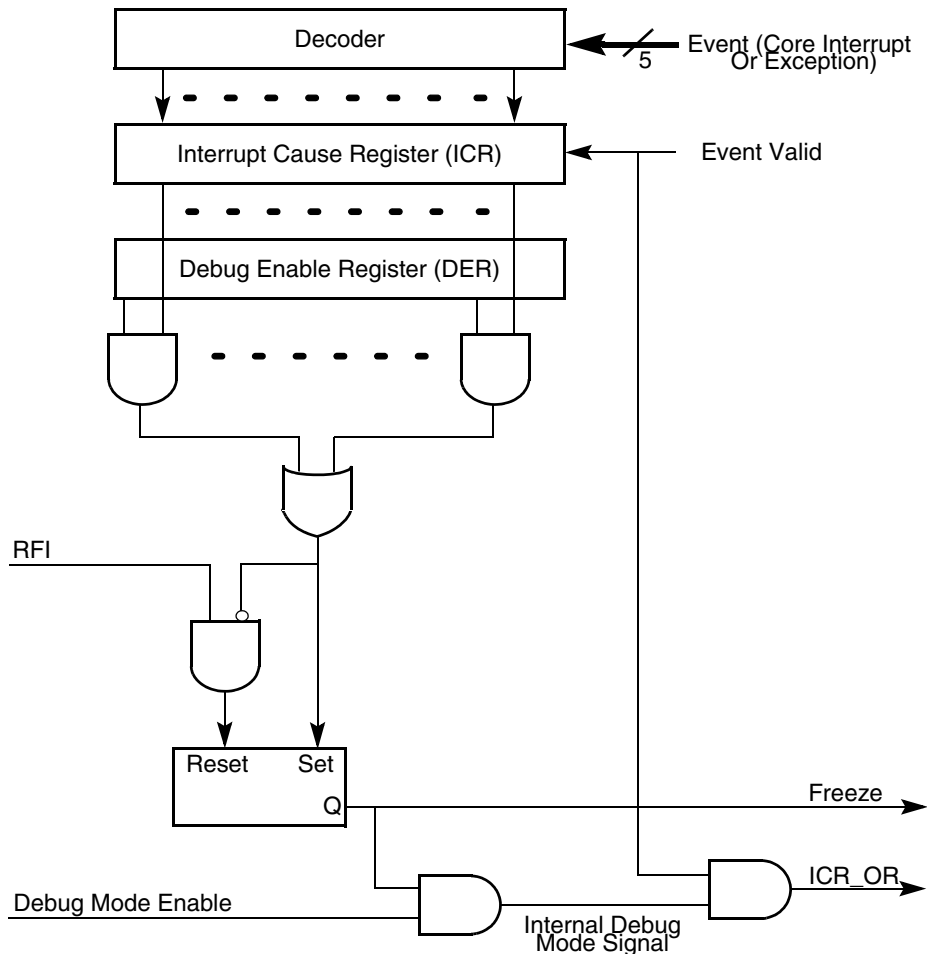 Decoder
Event (Core Interrupt
Or Exception)
5
Interrupt Cause Register (ICR)
Event Valid
Debug Enable Register (DER)
RFI
Reset
Set
Q
Freeze
ICR_OR
Debug Mode Enable
Internal Debug
Mode Signal